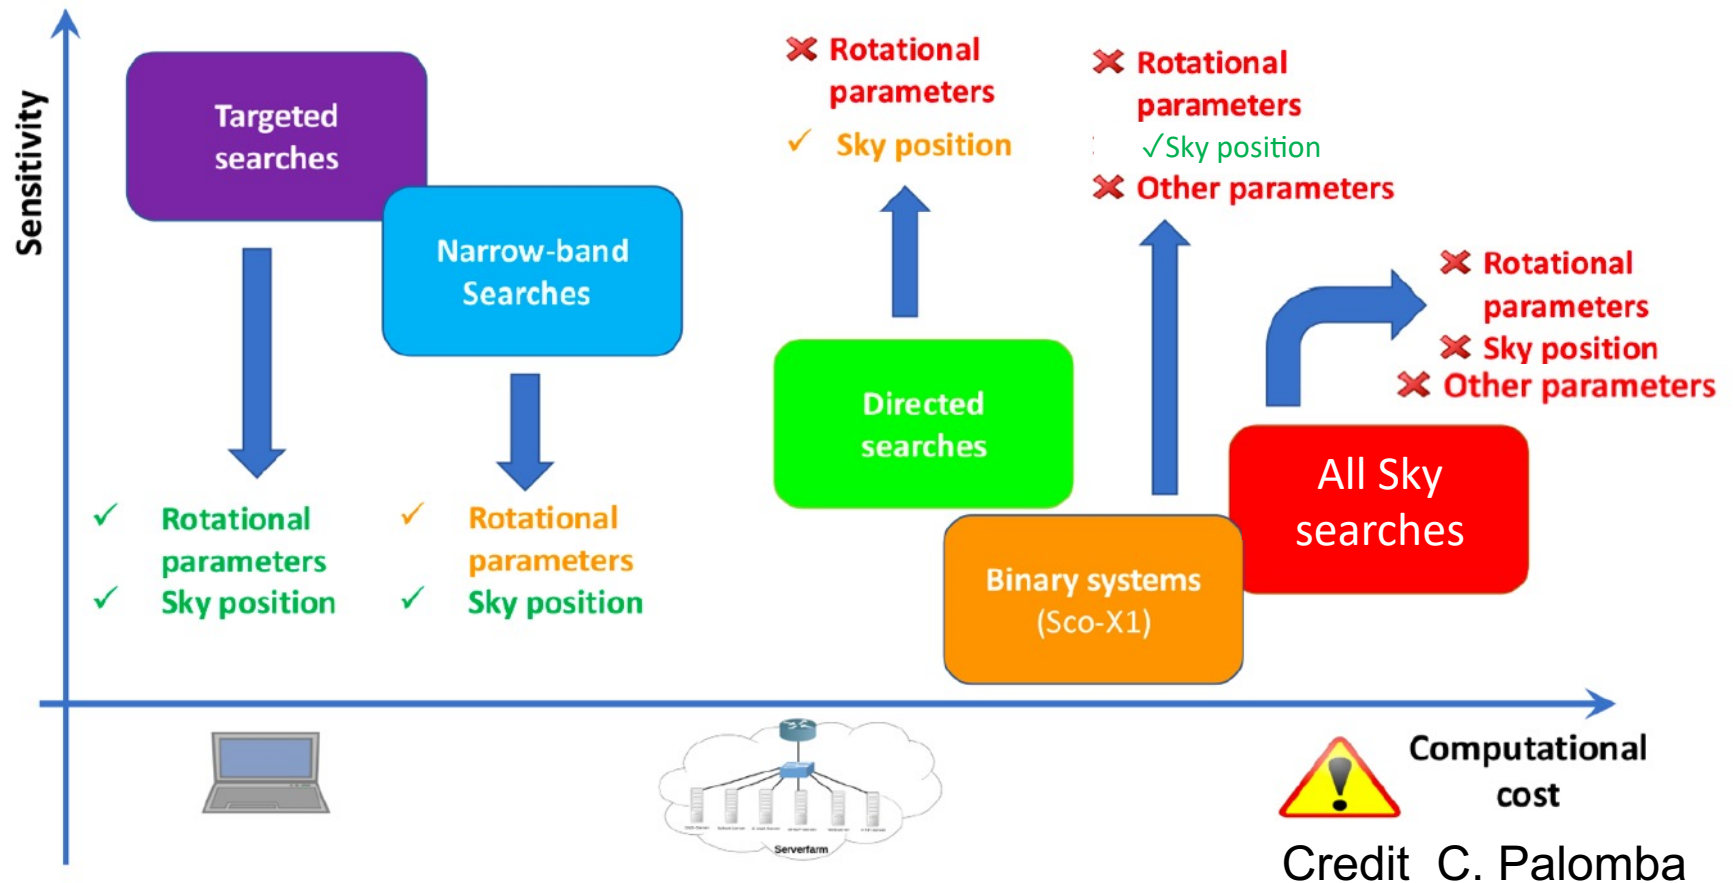 Sensitivity
Targeted
searches
Narrow-band
Searches
✓ Rotational
parameters
✓ Sky position
✓ Rotational
parameters
✓ Sky position
✖ Rotational
parameters
✓ Sky position
Directed
searches
✖ Rotational
parameters
✓Sky position
✖ Other parameters
Binary systems
(Sco-X1)
✖ Rotational
parameters
✖ Sky position
✖ Other parameters
All Sky
searches
Serverfarm
Computational
cost
Credit C. Palomba